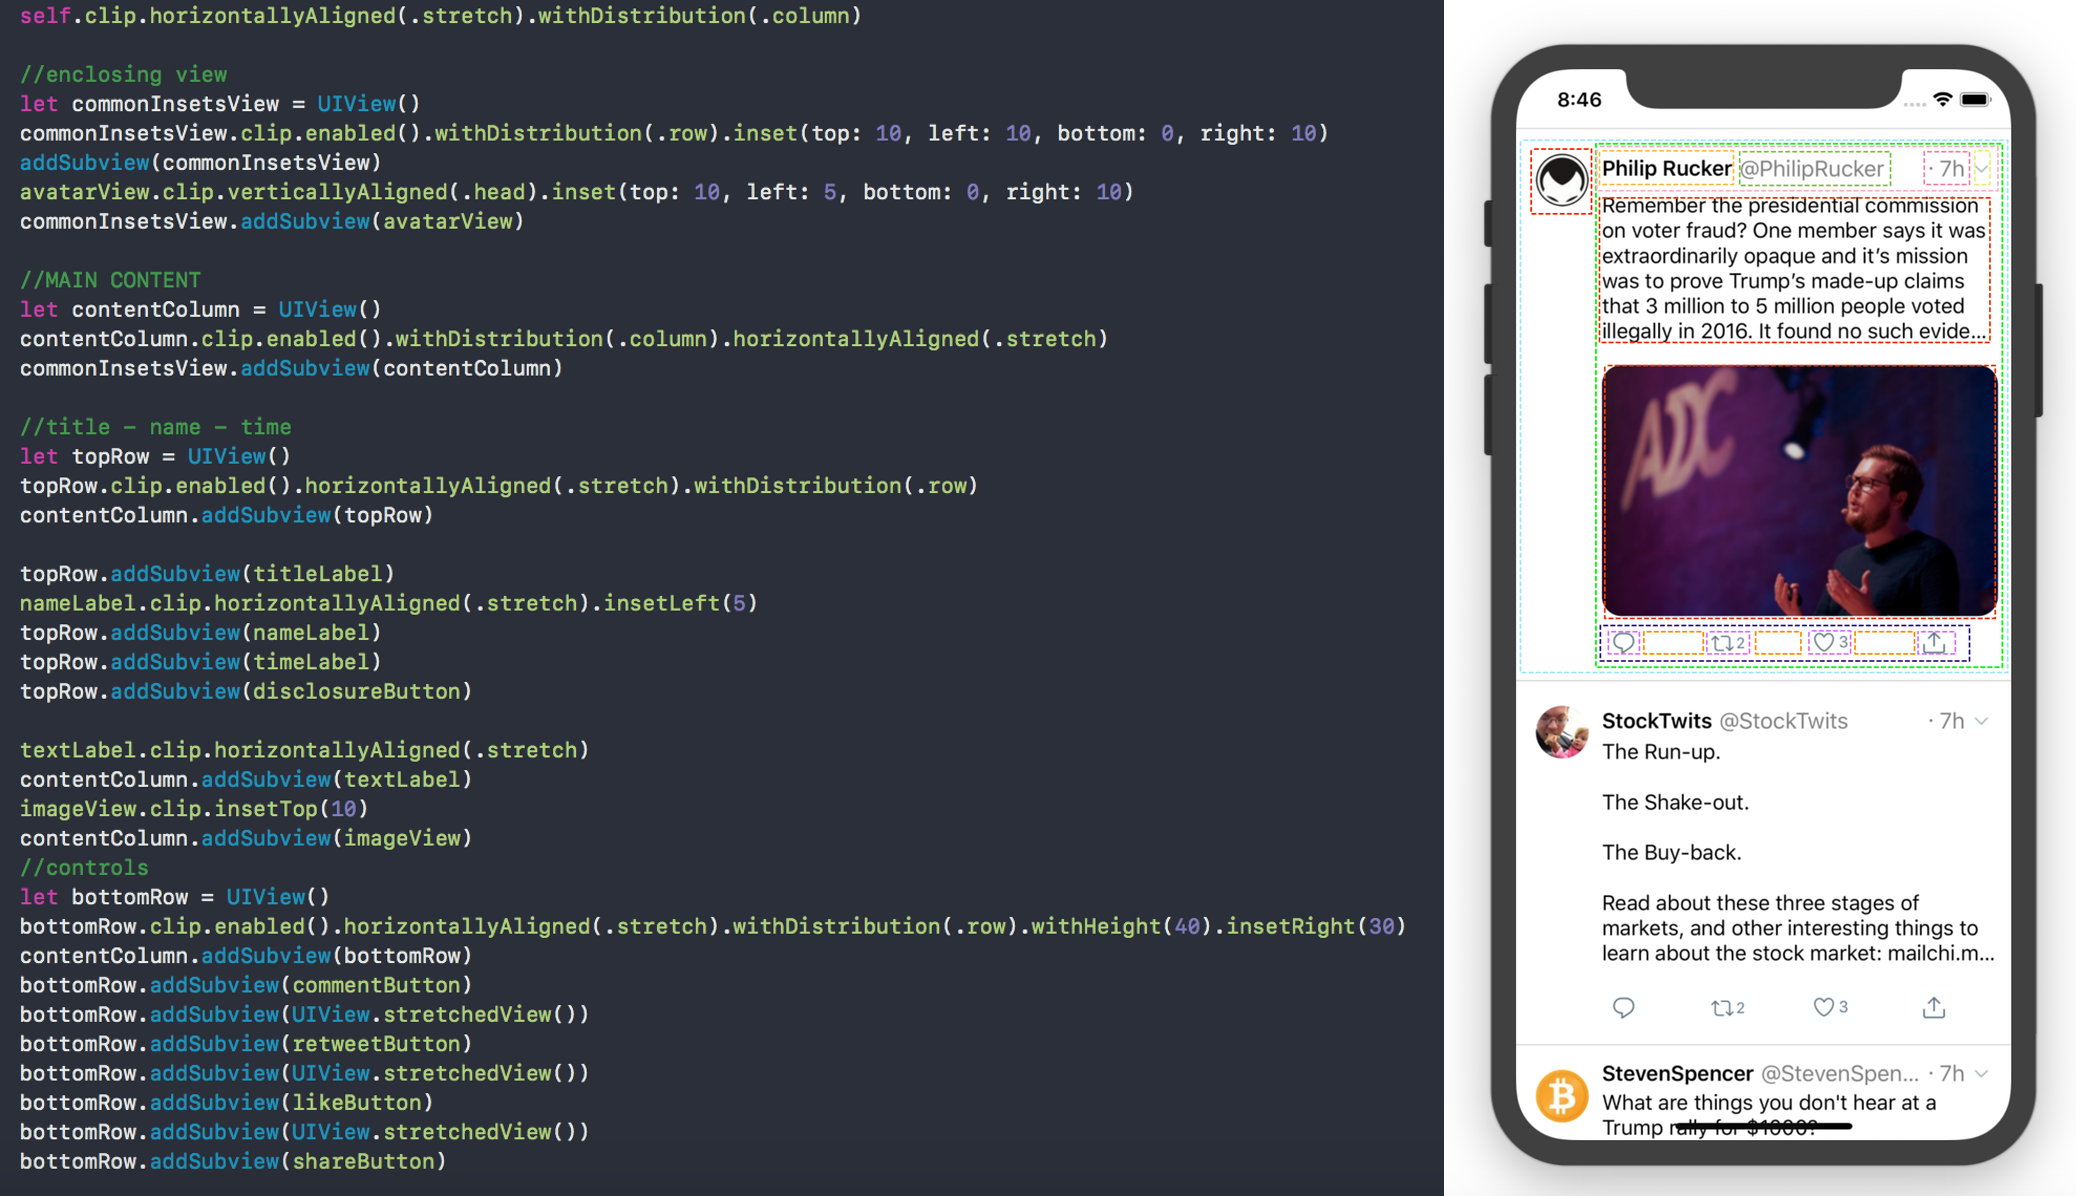 self.clip.horizontallyAligned(.stretch).withDistribution(.column)
//enclosing view
let commonInsetsView = UIView()
commonInsetsView.clip.enabled().withDistribution(.row).inset(top: 10, left: 10, bottom: 0, right: 10)
addSubview(commonInsetsView)
avatarView.clip.verticallyAligned(.head).inset(top: 10, left: 5, bottom: 0, right: 10)
commonInsetsView.addSubview(avatarView)
//MAIN CONTENT
let contentColumn = UIView()
contentColumn.clip.enabled().withDistribution(.column).horizontallyAligned(.stretch)
commonInsetsView.addSubview(contentColumn)
//title – name – time
let topRow = UIView()
topRow.clip.enabled().horizontallyAligned(.stretch).withDistribution(.row)
contentColumn.addSubview(topRow)
topRow.addSubview(titleLabel)
nameLabel.clip.horizontallyAligned(.stretch).insetLeft(5)
topRow.addSubview(nameLabel)
topRow.addSubview(timeLabel)
topRow.addSubview(disclosureButton)
textLabel.clip.horizontallyAligned(.stretch)
contentColumn.addSubview(textLabel)
imageView.clip.insetTop(10)
contentColumn.addSubview(imageView)
//controls
let bottomRow = UIView()
bottomRow.clip.enabled().horizontallyAligned(.stretch).withDistribution(.row).withHeight(40).insetRight(30)
contentColumn.addSubview(bottomRow)
bottomRow.addSubview(commentButton)
bottomRow.addSubview(UIView.stretchedView())
bottomRow.addSubview(retweetButton)
bottomRow.addSubview(UIView.stretchedView())
bottomRow.addSubview(likeButton)
bottomRow.addSubview(UIView.stretchedView())
bottomRow.addSubview(shareButton)
8:46
Philip Rucker @PhilipRucker · 7h
Remember the presidential commission
on voter fraud? One member says it was
extraordinarily opaque and it’s mission
was to prove Trump’s made-up claims
that 3 million to 5 million people voted
illegally in 2016. It found no such evide...
ADC
2 3
StockTwits @StockTwits · 7h
The Run-up.
The Shake-out.
The Buy-back.
Read about these three stages of
markets, and other interesting things to
learn about the stock market: mailchi.m...
2 3
StevenSpencer @StevenSpen... · 7h
What are things you don't hear at a
Trump rally for $1000?